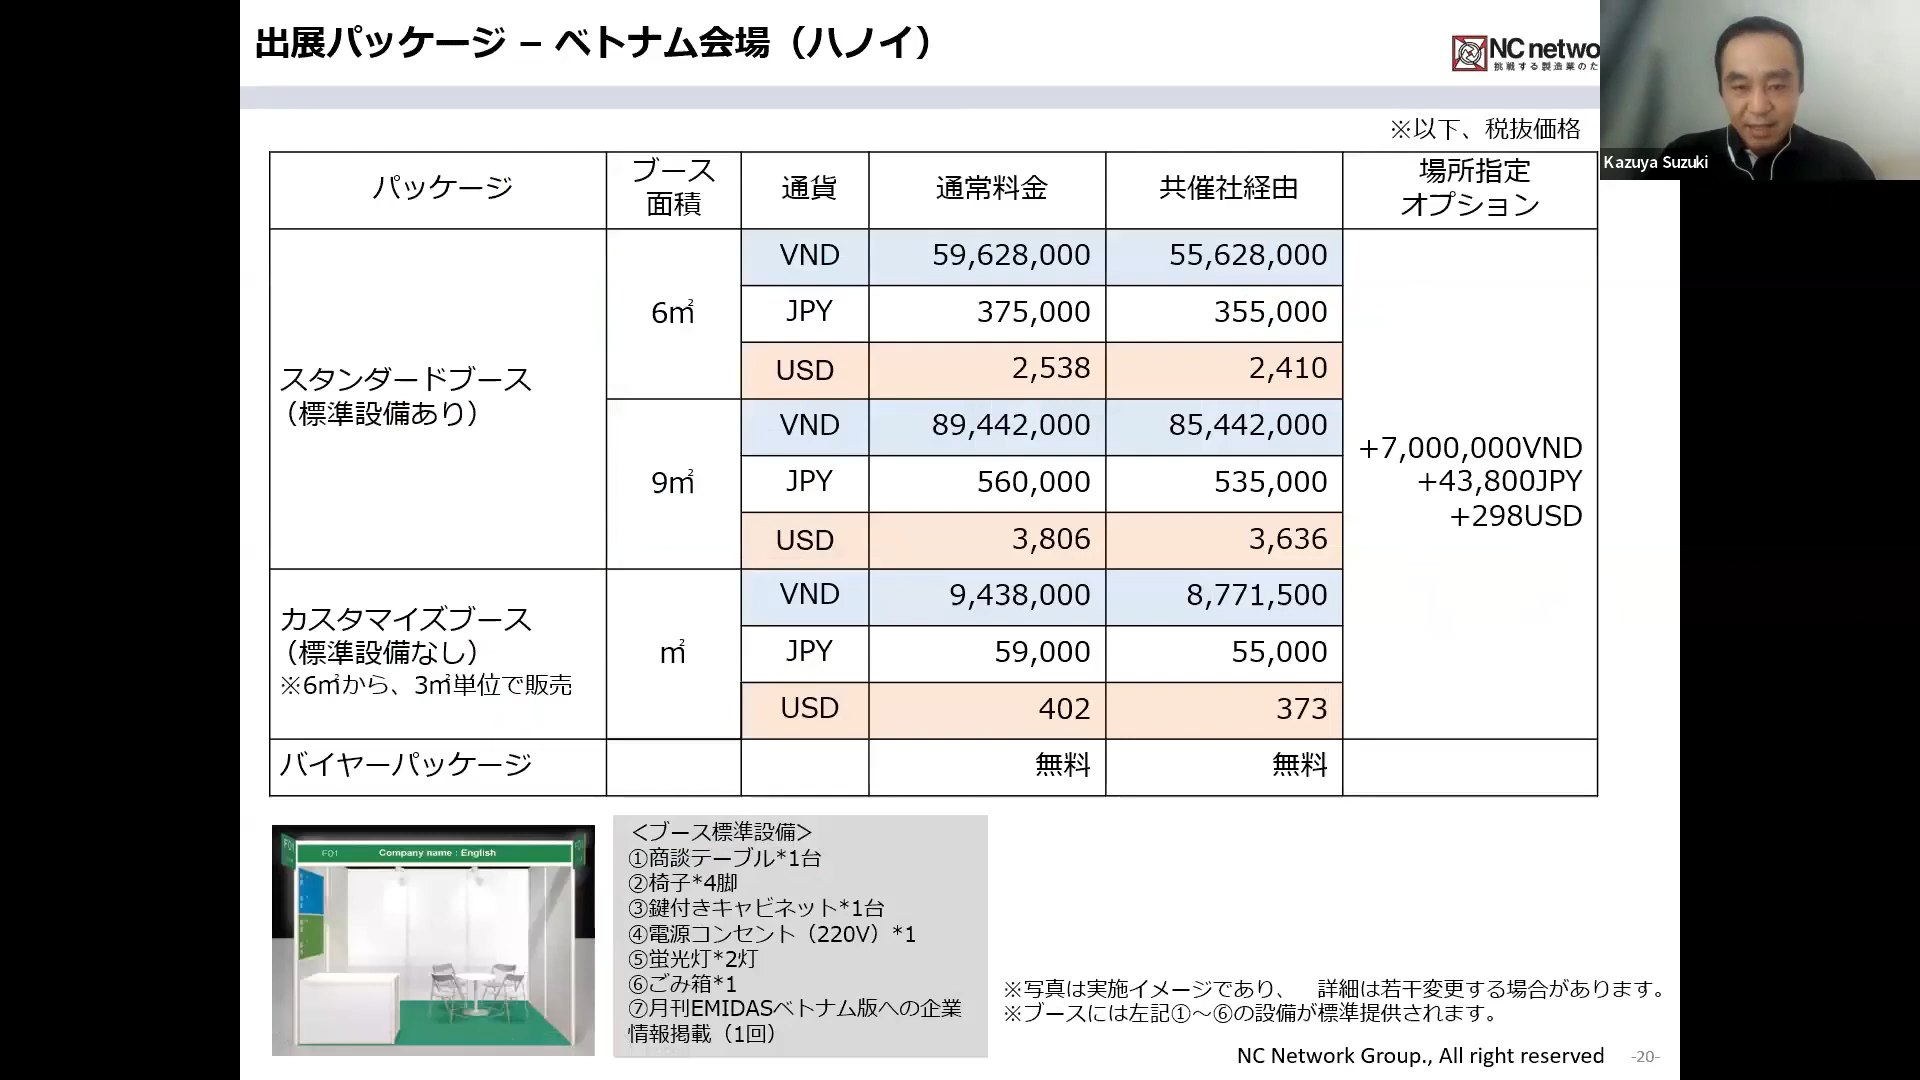 出展パッケージ – ベトナム会場（ハノイ）
NC netwo
挑戦する製造業のた
Kazuya Suzuki
※以下、税抜価格
パッケージ ブース面積 通貨 通常料金 共催社経由 場所指定オプション
スタンダードブース
（標準設備あり）
6㎡ VND 59,628,000 55,628,000
JPY 375,000 355,000
USD 2,538 2,410
9㎡ VND 89,442,000 85,442,000
JPY 560,000 535,000
USD 3,806 3,636
+7,000,000VND
+43,800JPY
+298USD
カスタマイズブース
（標準設備なし）
※6㎡から、3㎡単位で販売
㎡ VND 9,438,000 8,771,500
JPY 59,000 55,000
USD 402 373
バイヤーパッケージ 無料 無料
F01 Company name : English
＜ブース標準設備＞
①商談テーブル*1台
②椅子*4脚
③鍵付きキャビネット*1台
④電源コンセント（220V）*1
⑤蛍光灯*2灯
⑥ごみ箱*1
⑦月刊EMIDASベトナム版への企業
情報掲載（1回）
※写真は実施イメージであり、 詳細は若干変更する場合があります。
※ブースには左記①～⑥の設備が標準提供されます。
NC Network Group., All right reserved
-20-